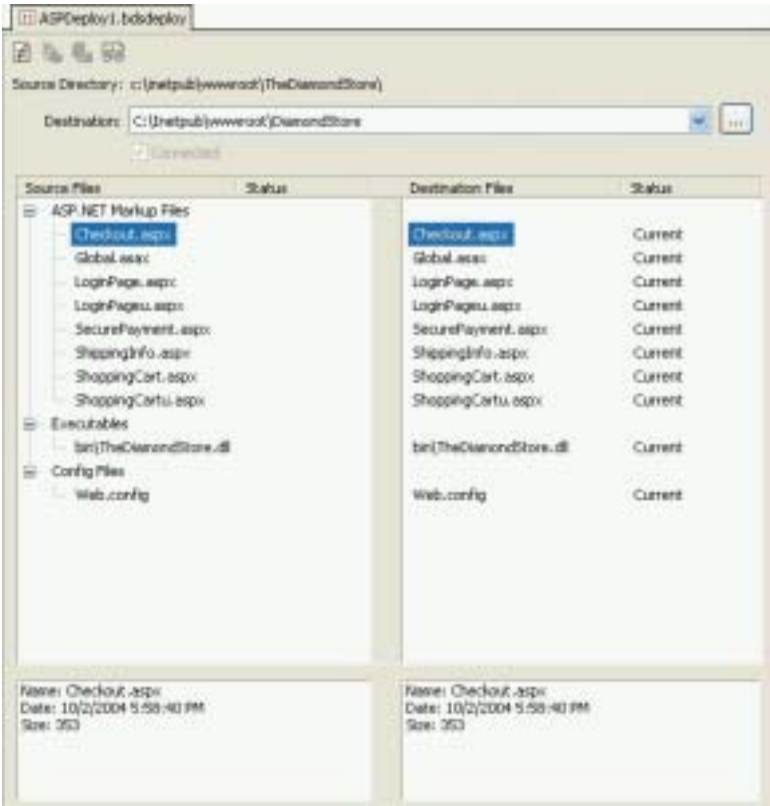 ASPDeploy1.bdsdeploy
Source Directory: c:\inetpub\wwwroot\TheDiamondStore\
Destination: C:\Inetpub\wwwroot\DiamondStore
...
Connected
Source Files Status Destination Files Status
ASP.NET Markup Files
Checkout.aspx Checkout.aspx Current
Global.asax Global.asax Current
LoginPage.aspx LoginPage.aspx Current
LoginPageu.aspx LoginPageu.aspx Current
SecurePayment.aspx SecurePayment.aspx Current
ShippingInfo.aspx ShippingInfo.aspx Current
ShoppingCart.aspx ShoppingCart.aspx Current
ShoppingCartu.aspx ShoppingCartu.aspx Current
Executables
bin\TheDiamondStore.dll bin\TheDiamondStore.dll Current
Config Files
Web.config Web.config Current
Name: Checkout.aspx
Date: 10/2/2004 5:58:40 PM
Size: 353
Name: Checkout.aspx
Date: 10/2/2004 5:58:40 PM
Size: 353